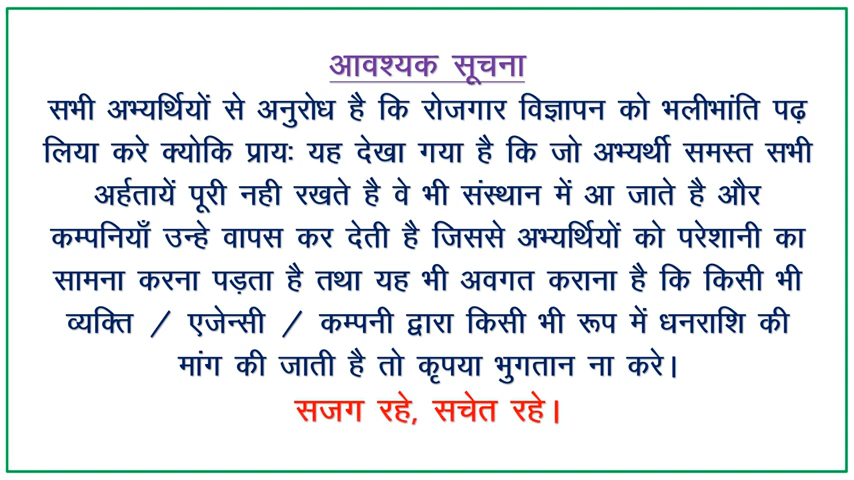 आवश्यक सूचना
सभी अभ्यर्थियों से अनुरोध है कि रोजगार विज्ञापन को भलीभांति पढ़
लिया करे क्योकि प्रायः यह देखा गया है कि जो अभ्यर्थी समस्त सभी
अर्हतायें पूरी नही रखते है वे भी संस्थान में आ जाते है और
कम्पनियाँ उन्हे वापस कर देती है जिससे अभ्यर्थियों को परेशानी का
सामना करना पड़ता है तथा यह भी अवगत कराना है कि किसी भी
व्यक्ति / एजेन्सी / कम्पनी द्वारा किसी भी रूप में धनराशि की
मांग की जाती है तो कृपया भुगतान ना करे।
सजग रहे, सचेत रहे।